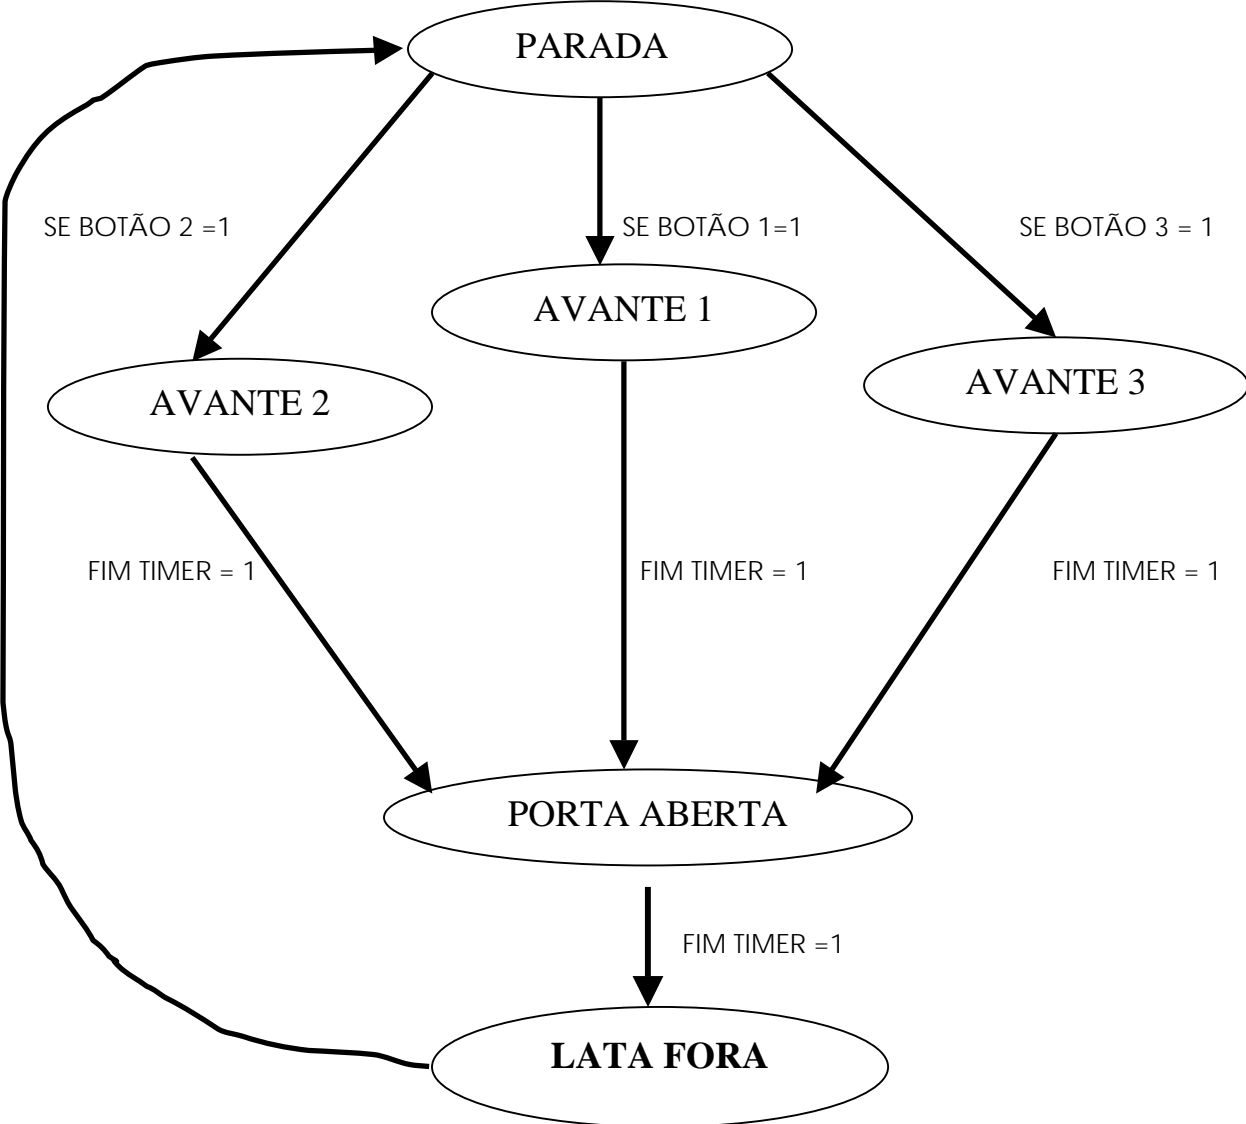 PARADA
SE BOTÃO 2 =1
SE BOTÃO 1=1
SE BOTÃO 3 = 1
AVANTE 1
AVANTE 3
AVANTE 2
FIM TIMER = 1
FIM TIMER = 1
FIM TIMER = 1
PORTA ABERTA
FIM TIMER =1
LATA FORA